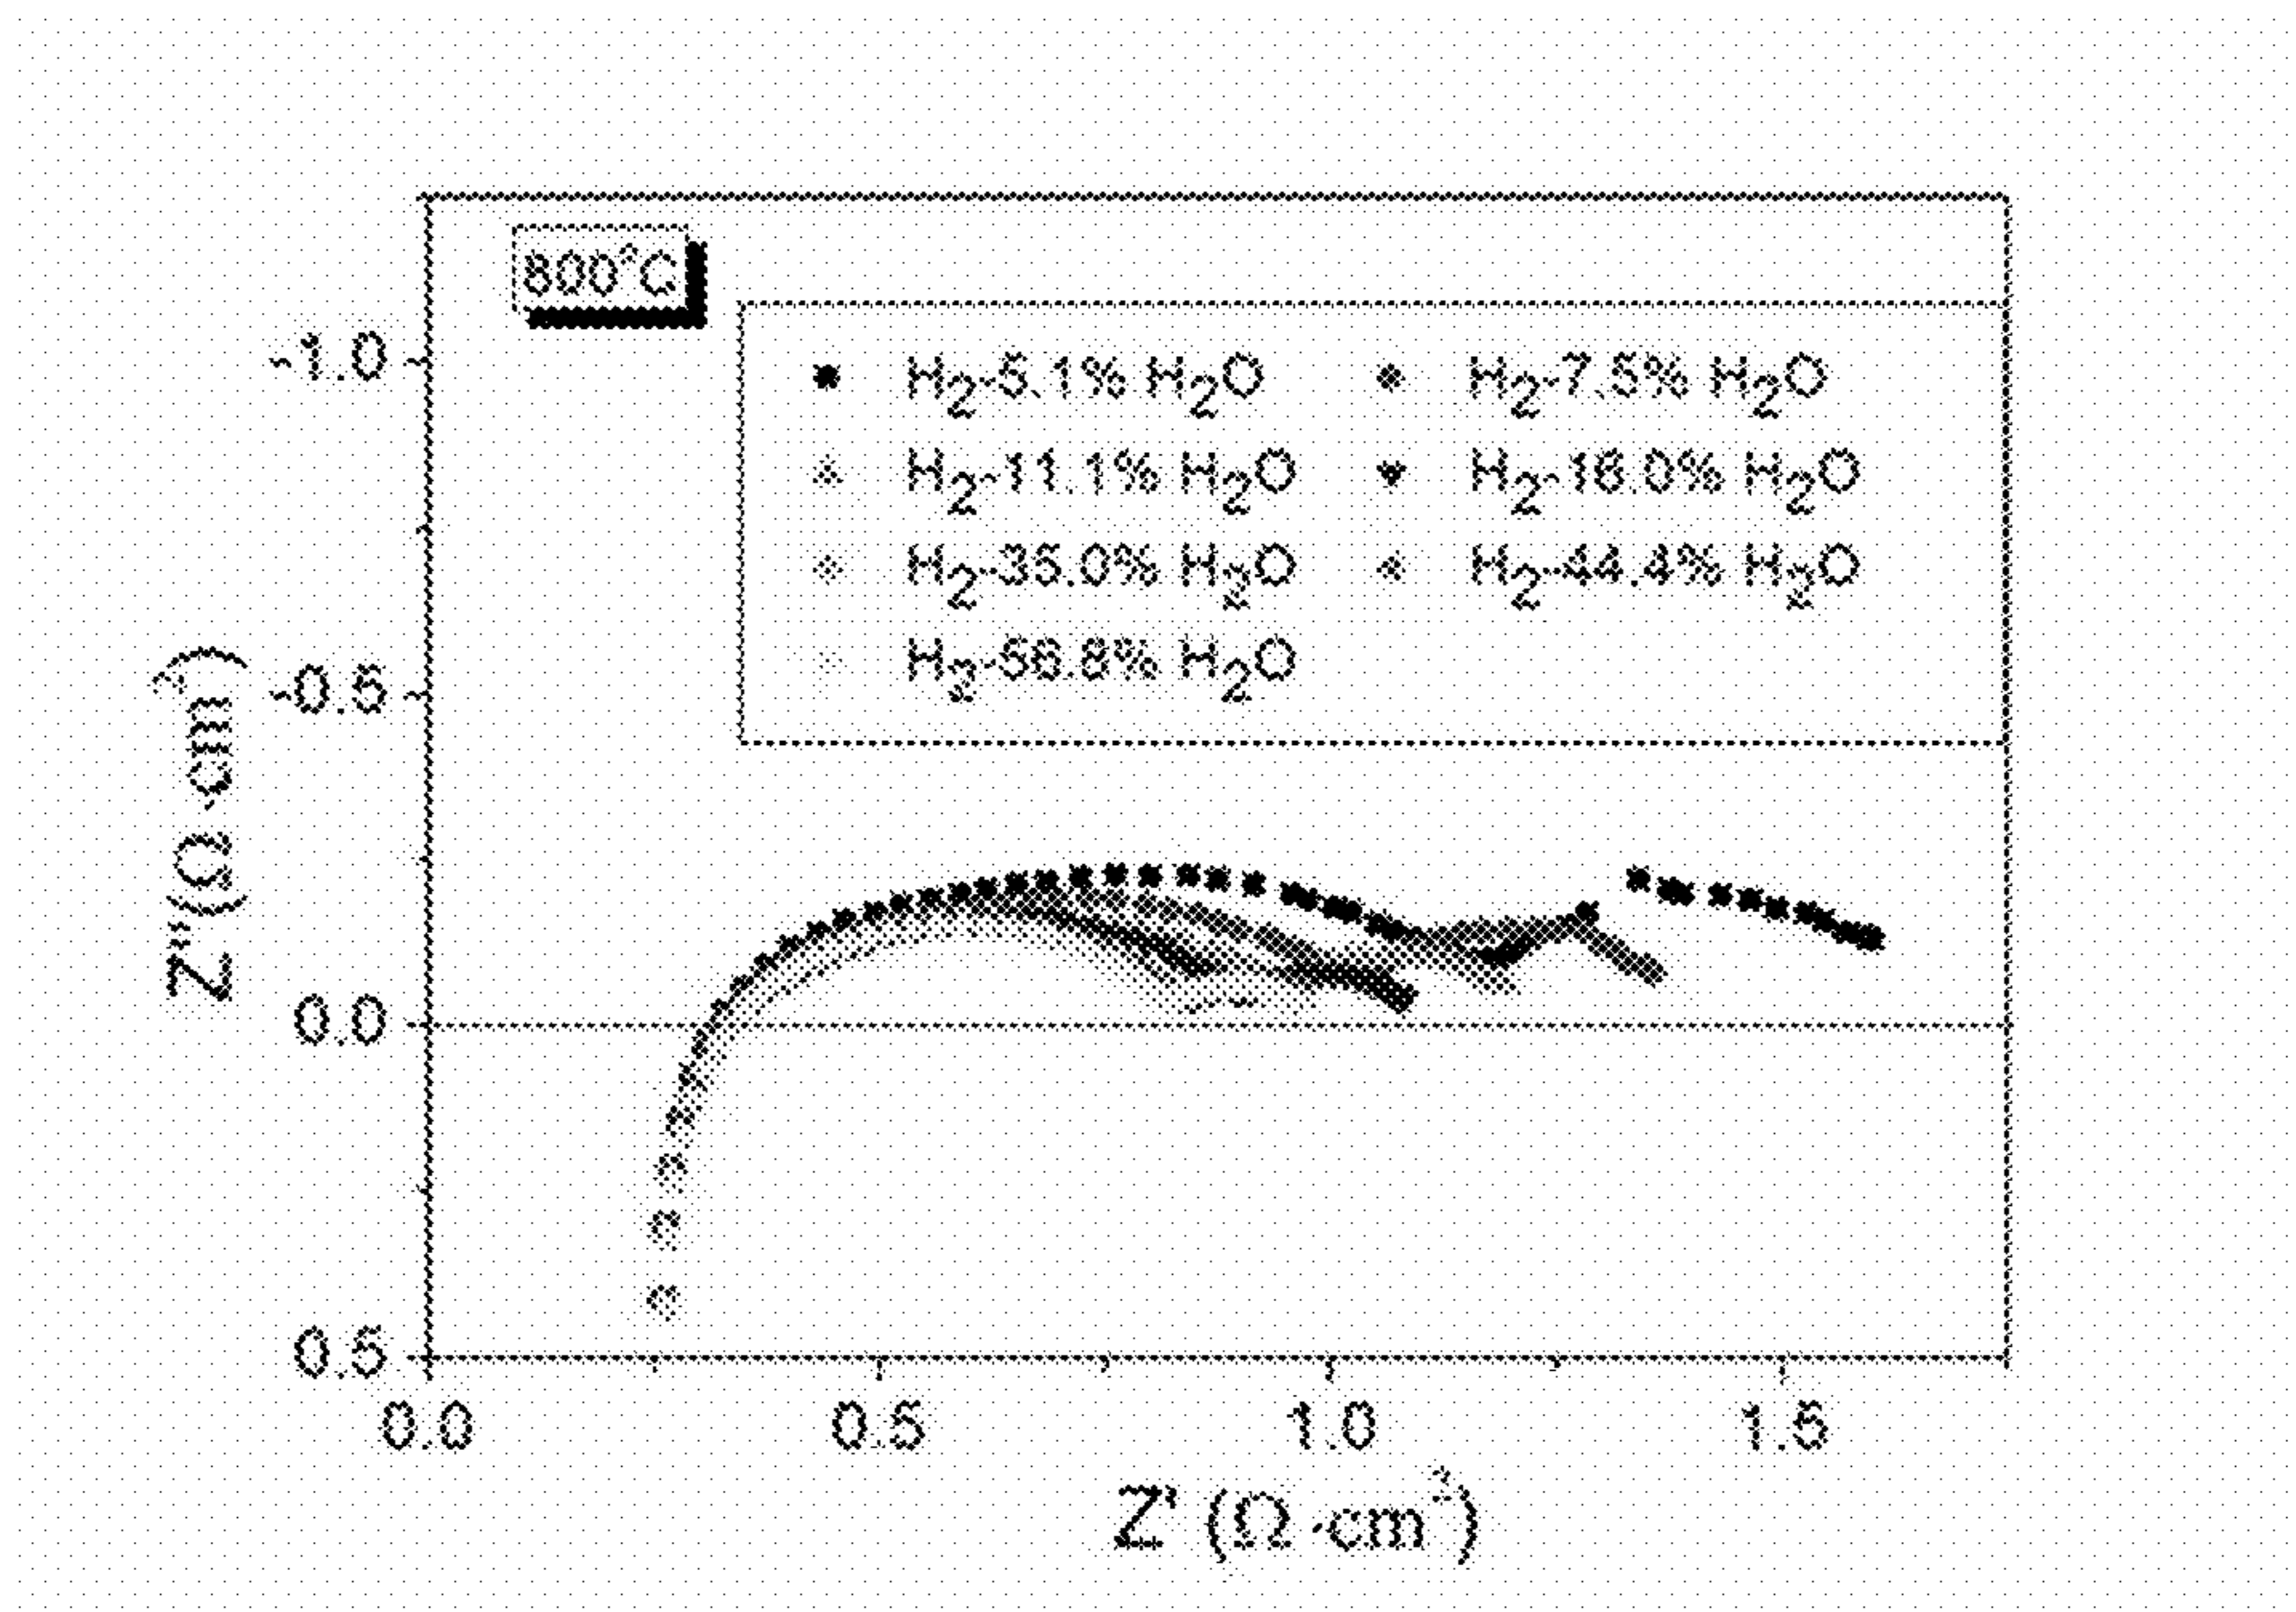 800°C
-1.0
H2-5.1% H2O
H2-7.5% H2O
H2-11.1% H2O
H2-16.0% H2O
H2-35.0% H2O
H2-44.4% H2O
H2-56.8% H2O
-0.5
0.0
0.5
Z''(Ω·cm²)
0.0 0.5 1.0 1.5
Z' (Ω·cm²)